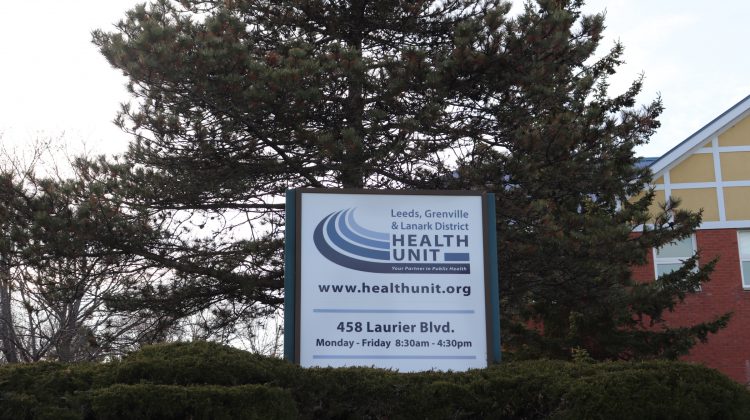 Leeds, Grenville
& Lanark District
HEALTH
UNIT
Your Partner in Public Health
www.healthunit.org
458 Laurier Blvd.
Monday - Friday 8:30am - 4:30pm